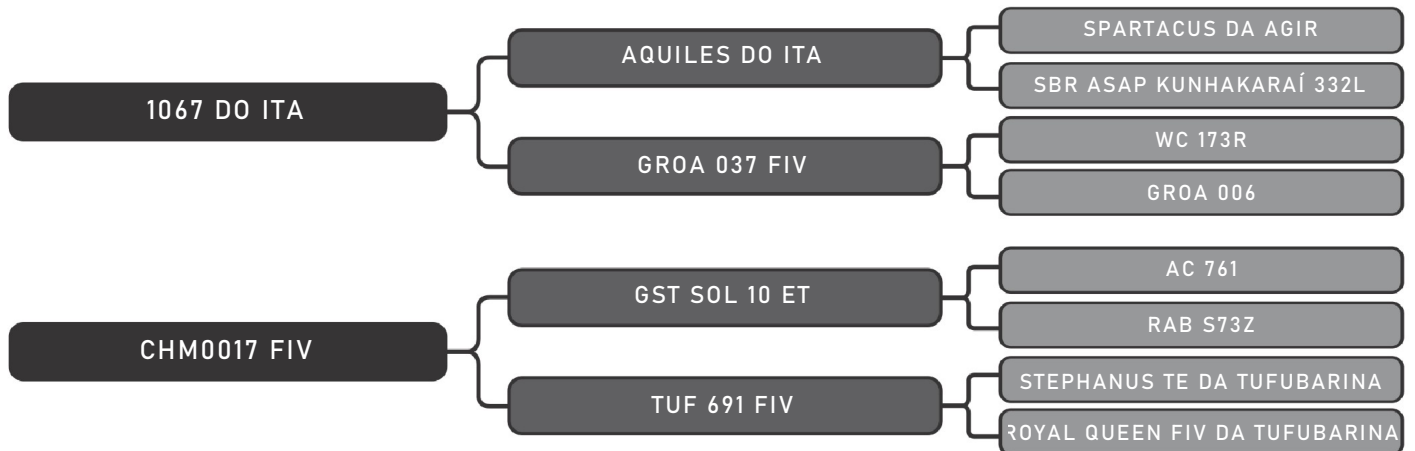 SPARTACUS DA AGIR
AQUILES DO ITA
SBR ASAP KUNHAKARAÍ 332L
1067 DO ITA
WC 173R
GROA 037 FIV
GROA 006
AC 761
GST SOL 10 ET
RAB S73Z
CHM0017 FIV
STEPHANUS TE DA TUFUBARINA
TUF 691 FIV
ROYAL QUEEN FIV DA TUFUBARINA